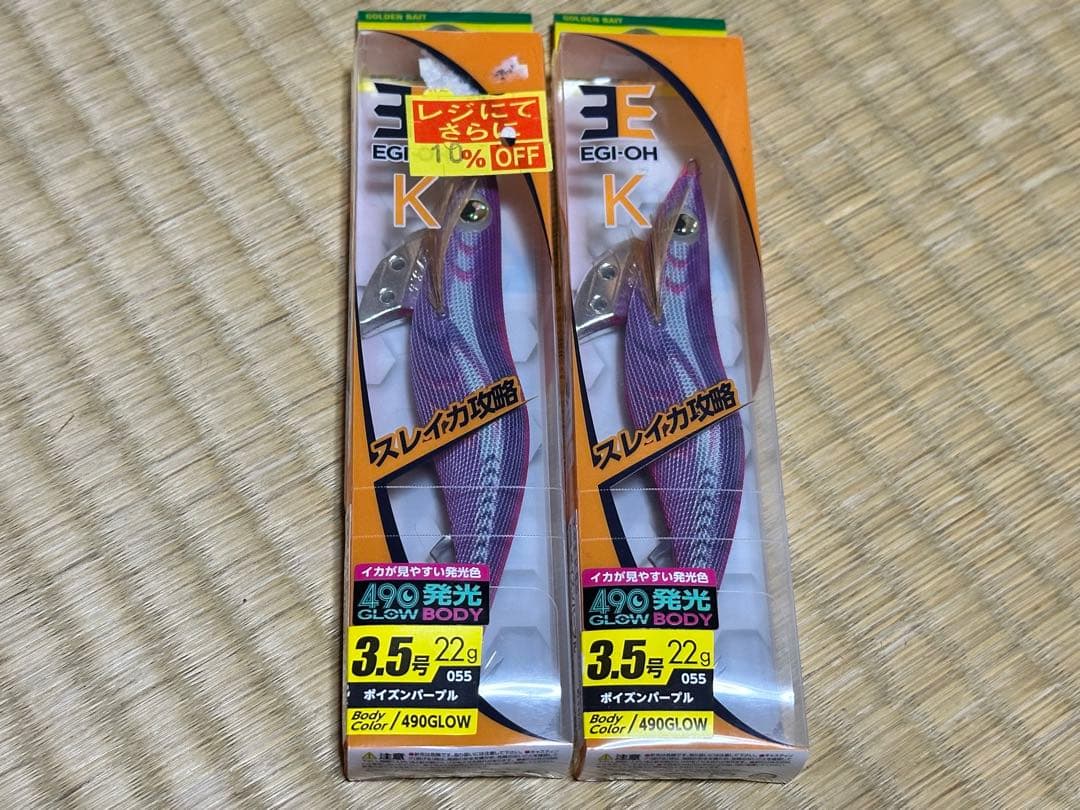 GOLDEN BAIT
レジにて
さらに
10% OFF
EGI-O
K
スレイカ攻略
イカが見やすい発光色
490 発光
GLOW BODY
3.5号 22g
055
ポイズンパープル
Body Color / 490GLOW
注意
GOLDEN BAIT
EGI-OH
K
スレイカ攻略
イカが見やすい発光色
490 発光
GLOW BODY
3.5号 22g
055
ポイズンパープル
Body Color / 490GLOW
注意